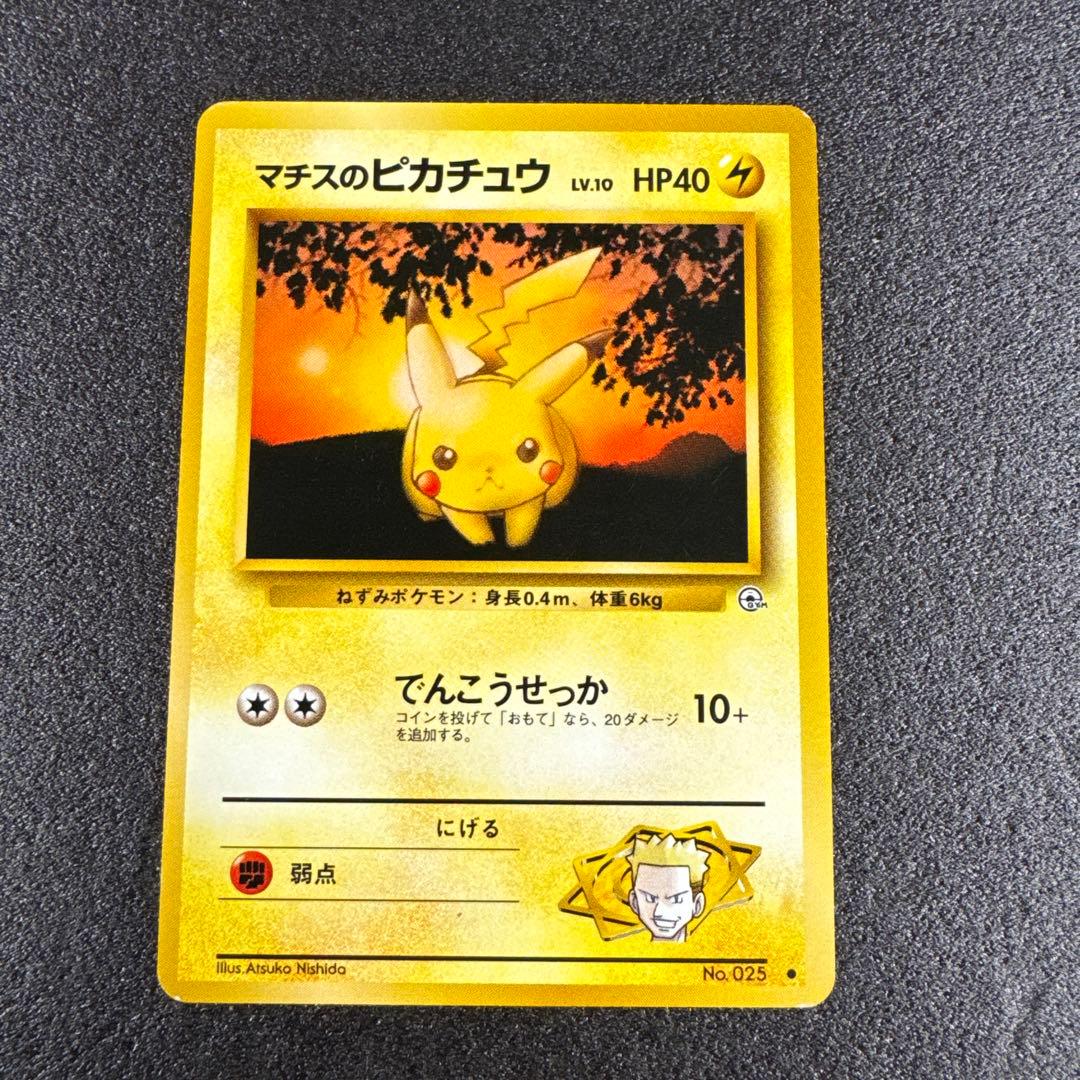 マチスのピカチュウ LV.10 HP40
ねずみポケモン：身長0.4m、体重6kg
GYM
でんこうせっか
コインを投げて「おもて」なら、20ダメージ
を追加する。
10+
にげる
弱点
Illus.Atsuko Nishida
No.025